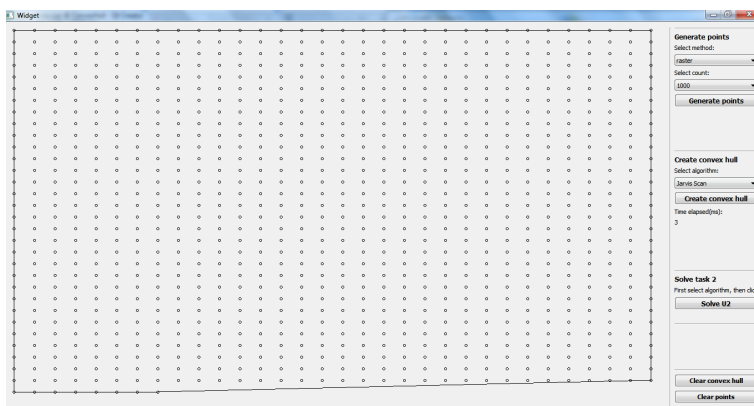 Widget
Generate points
Select method:
raster
Select count:
1000
Generate points
Create convex hull
Select algorithm:
Jarvis Scan
Create convex hull
Time elapsed(ms):
3
Solve task 2
First select algorithm, then clic
Solve U2
Clear convex hull
Clear points